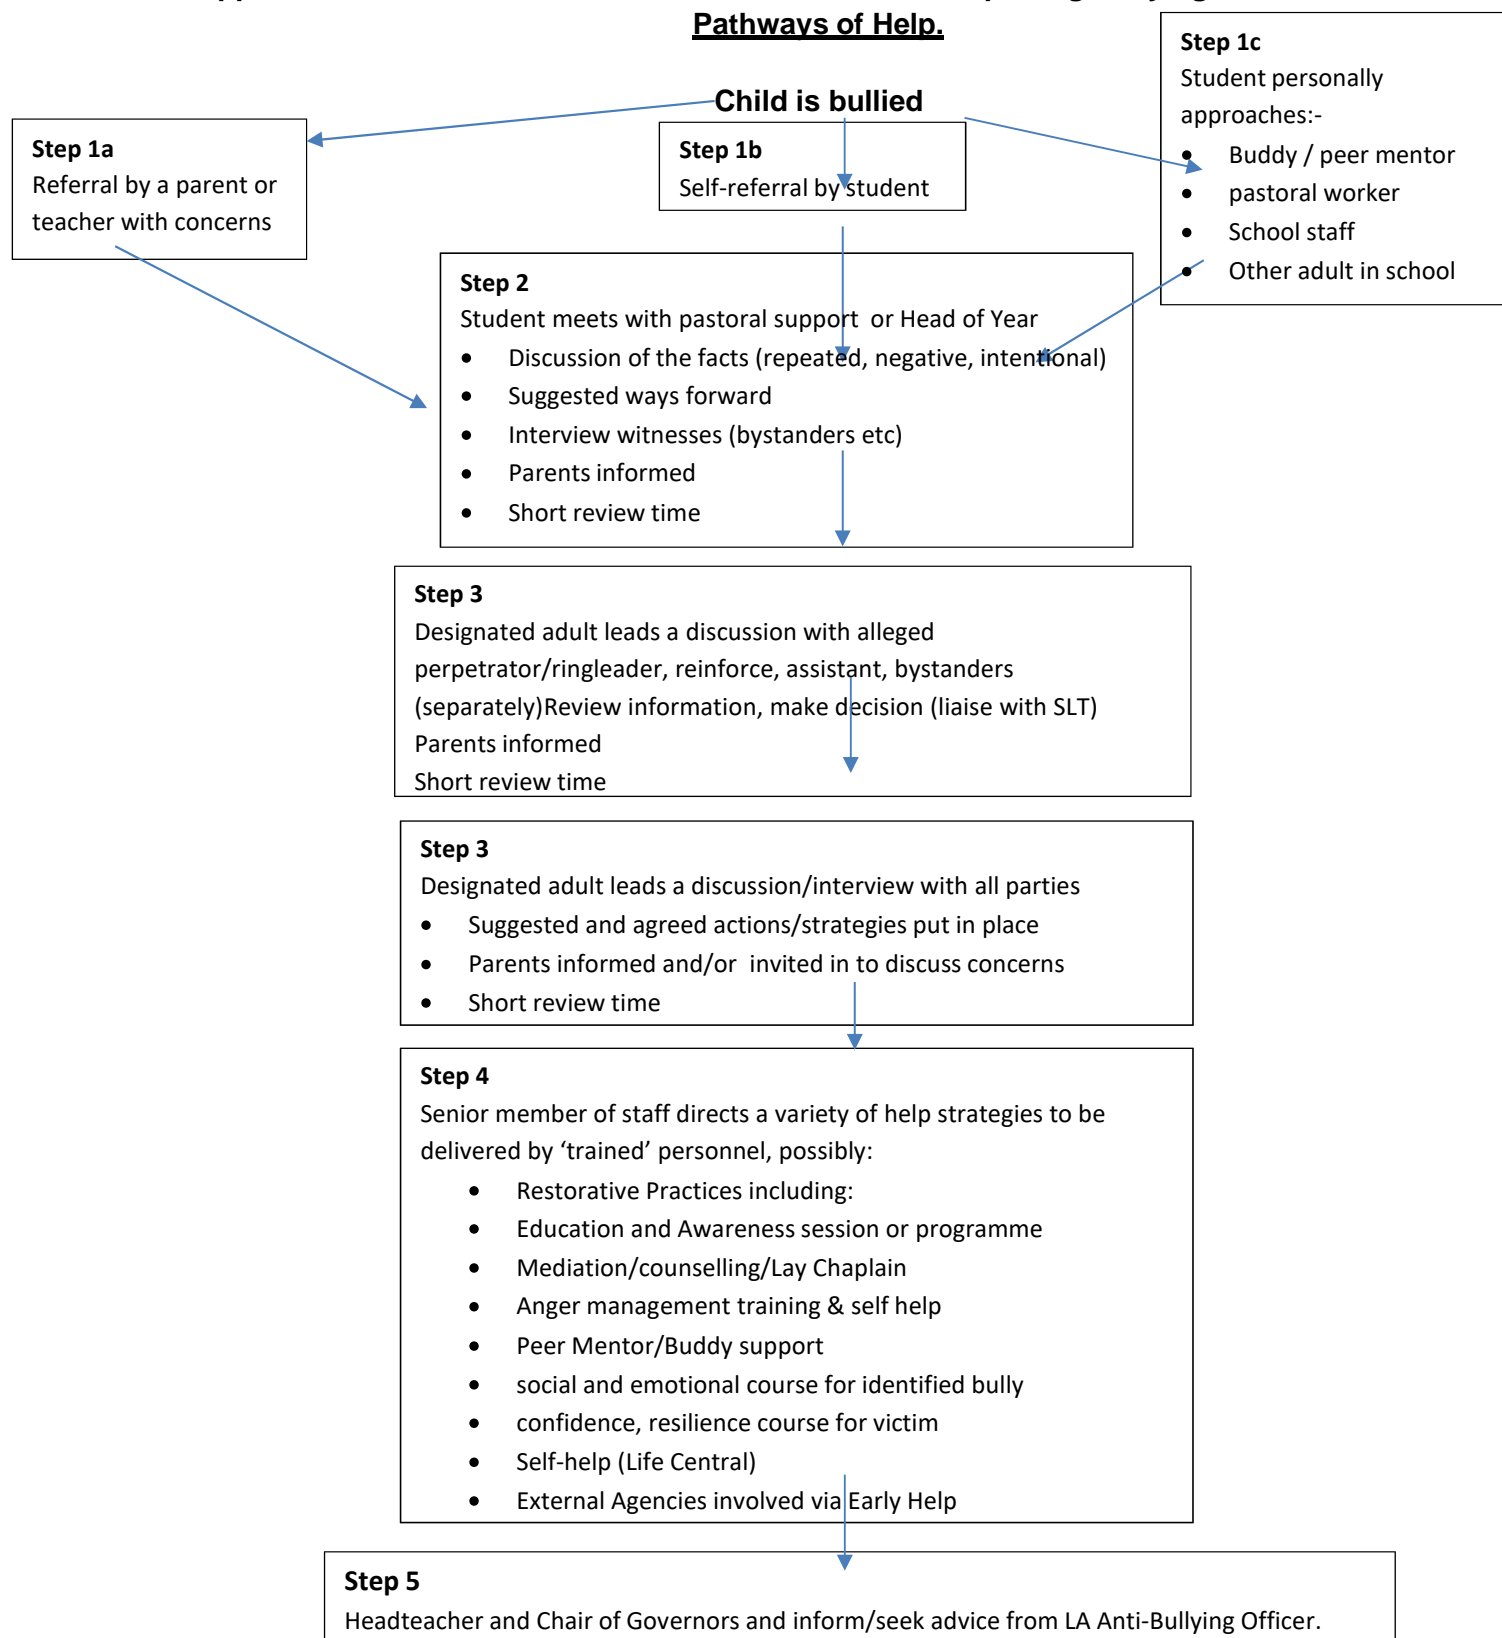 Pathways of Help.
Child is bullied
Step 1a
Referral by a parent or
teacher with concerns
Step 1b
Self-referral by student
Step 1c
Student personally
approaches:-
• Buddy / peer mentor
• pastoral worker
• School staff
• Other adult in school
Step 2
Student meets with pastoral support or Head of Year
• Discussion of the facts (repeated, negative, intentional)
• Suggested ways forward
• Interview witnesses (bystanders etc)
• Parents informed
• Short review time
Step 3
Designated adult leads a discussion with alleged
perpetrator/ringleader, reinforce, assistant, bystanders
(separately)Review information, make decision (liaise with SLT)
Parents informed
Short review time
Step 3
Designated adult leads a discussion/interview with all parties
• Suggested and agreed actions/strategies put in place
• Parents informed and/or invited in to discuss concerns
• Short review time
Step 4
Senior member of staff directs a variety of help strategies to be
delivered by ‘trained’ personnel, possibly:
• Restorative Practices including:
• Education and Awareness session or programme
• Mediation/counselling/Lay Chaplain
• Anger management training & self help
• Peer Mentor/Buddy support
• social and emotional course for identified bully
• confidence, resilience course for victim
• Self-help (Life Central)
• External Agencies involved via Early Help
Step 5
Headteacher and Chair of Governors and inform/seek advice from LA Anti-Bullying Officer.